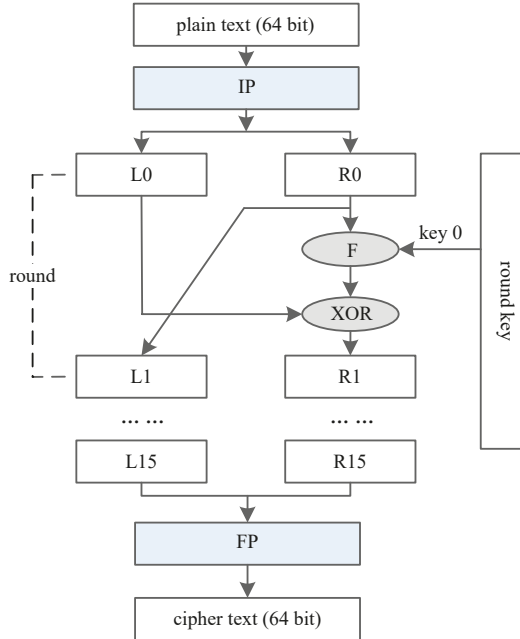 plain text (64 bit)
IP
L0
R0
F
key 0
round
round key
XOR
L1
R1
... ...
... ...
L15
R15
FP
cipher text (64 bit)